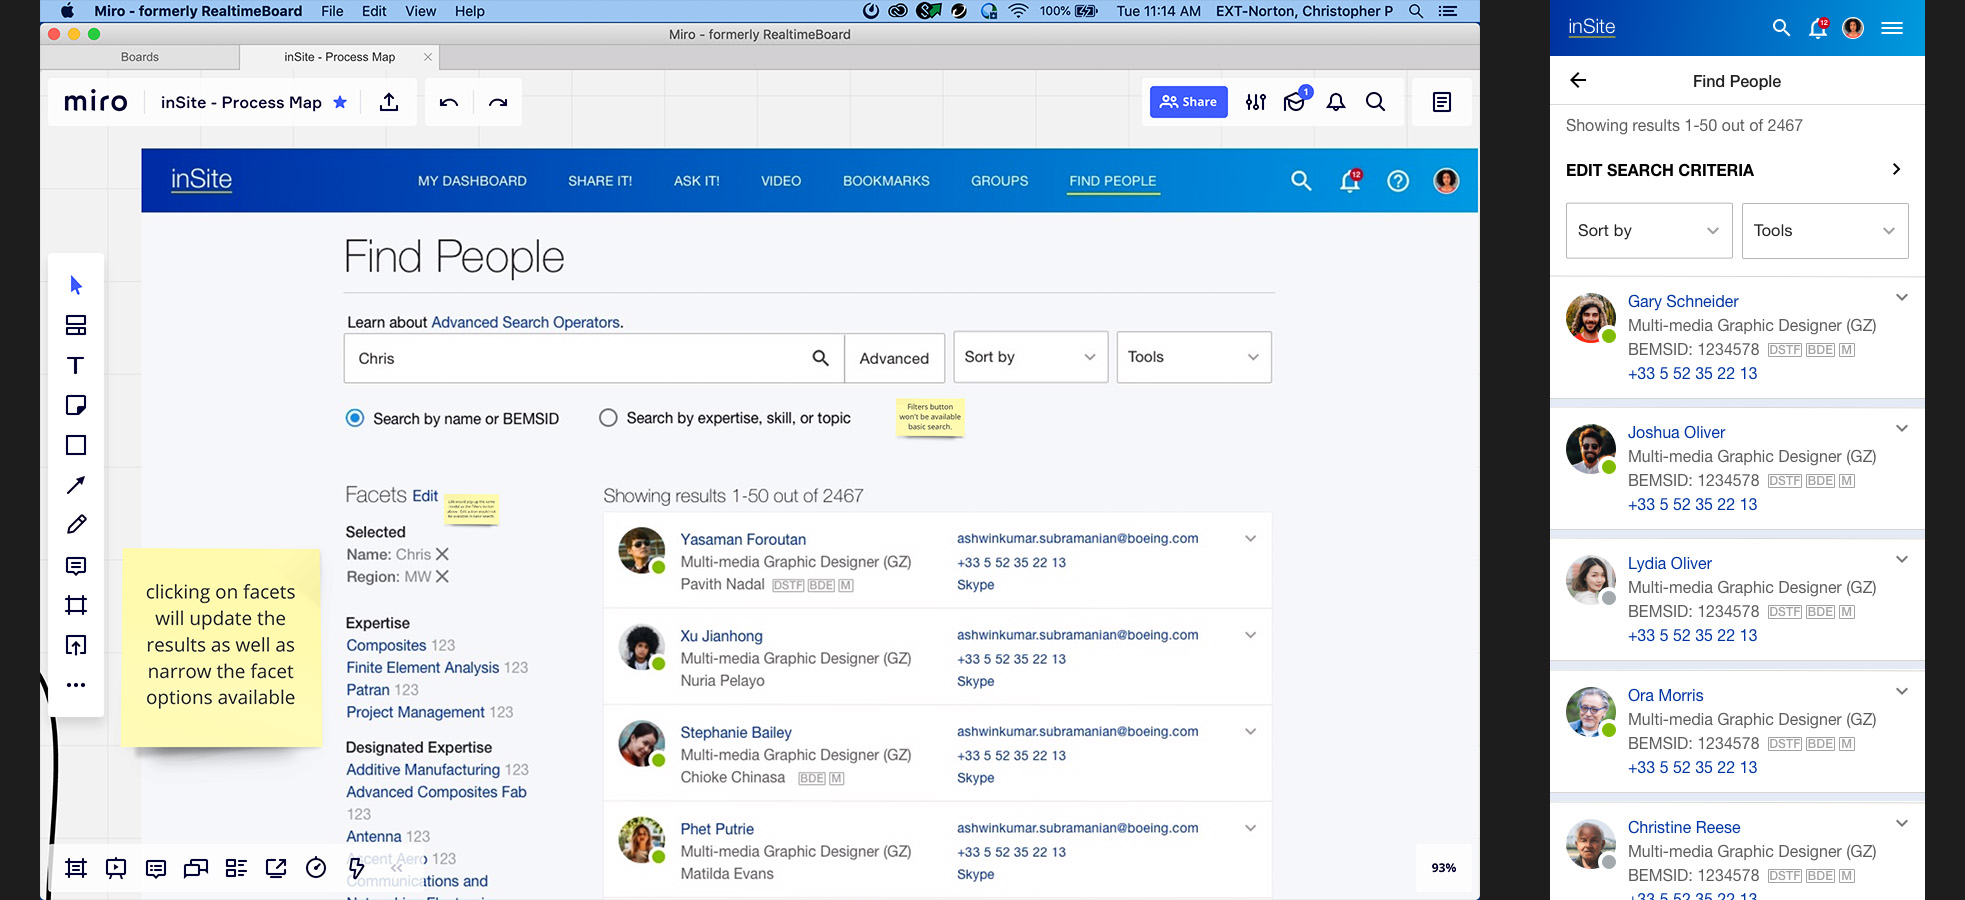 Miro - formerly RealtimeBoard File Edit View Help
100% Tue 11:14 AM EXT-Norton, Christopher P
Miro - formerly RealtimeBoard
Boards
inSite - Process Map
miro
inSite - Process Map
Share
1
inSite
MY DASHBOARD SHARE IT! ASK IT! VIDEO BOOKMARKS GROUPS FIND PEOPLE
12
Find People
Learn about Advanced Search Operators.
Chris
Advanced
Sort by
Tools
Search by name or BEMSID
Search by expertise, skill, or topic
Filters button
won't be available
basic search.
Facets Edit
Selected
Name: Chris
Region: MW
Expertise
Composites 123
Finite Element Analysis 123
Patran 123
Project Management 123
Designated Expertise
Additive Manufacturing 123
Advanced Composites Fab
123
Antenna 123
Accent Aero 123
Communications and
clicking on facets
will update the
results as well as
narrow the facet
options available
Showing results 1-50 out of 2467
Yasaman Foroutan
Multi-media Graphic Designer (GZ)
Pavith Nadal DSTF BDE M
ashwinkumar.subramanian@boeing.com
+33 5 52 35 22 13
Skype
Xu Jianhong
Multi-media Graphic Designer (GZ)
Nuria Pelayo
ashwinkumar.subramanian@boeing.com
+33 5 52 35 22 13
Skype
Stephanie Bailey
Multi-media Graphic Designer (GZ)
Chioke Chinasa BDE M
ashwinkumar.subramanian@boeing.com
+33 5 52 35 22 13
Skype
Phet Putrie
Multi-media Graphic Designer (GZ)
Matilda Evans
ashwinkumar.subramanian@boeing.com
+33 5 52 35 22 13
Skype
93%
inSite
12
Find People
Showing results 1-50 out of 2467
EDIT SEARCH CRITERIA
Sort by
Tools
Gary Schneider
Multi-media Graphic Designer (GZ)
BEMSID: 1234578 DSTF BDE M
+33 5 52 35 22 13
Joshua Oliver
Multi-media Graphic Designer (GZ)
BEMSID: 1234578 DSTF BDE M
+33 5 52 35 22 13
Lydia Oliver
Multi-media Graphic Designer (GZ)
BEMSID: 1234578 DSTF BDE M
+33 5 52 35 22 13
Ora Morris
Multi-media Graphic Designer (GZ)
BEMSID: 1234578 DSTF BDE M
+33 5 52 35 22 13
Christine Reese
Multi-media Graphic Designer (GZ)
BEMSID: 1234578 DSTF BDE M
+33 5 52 35 22 13